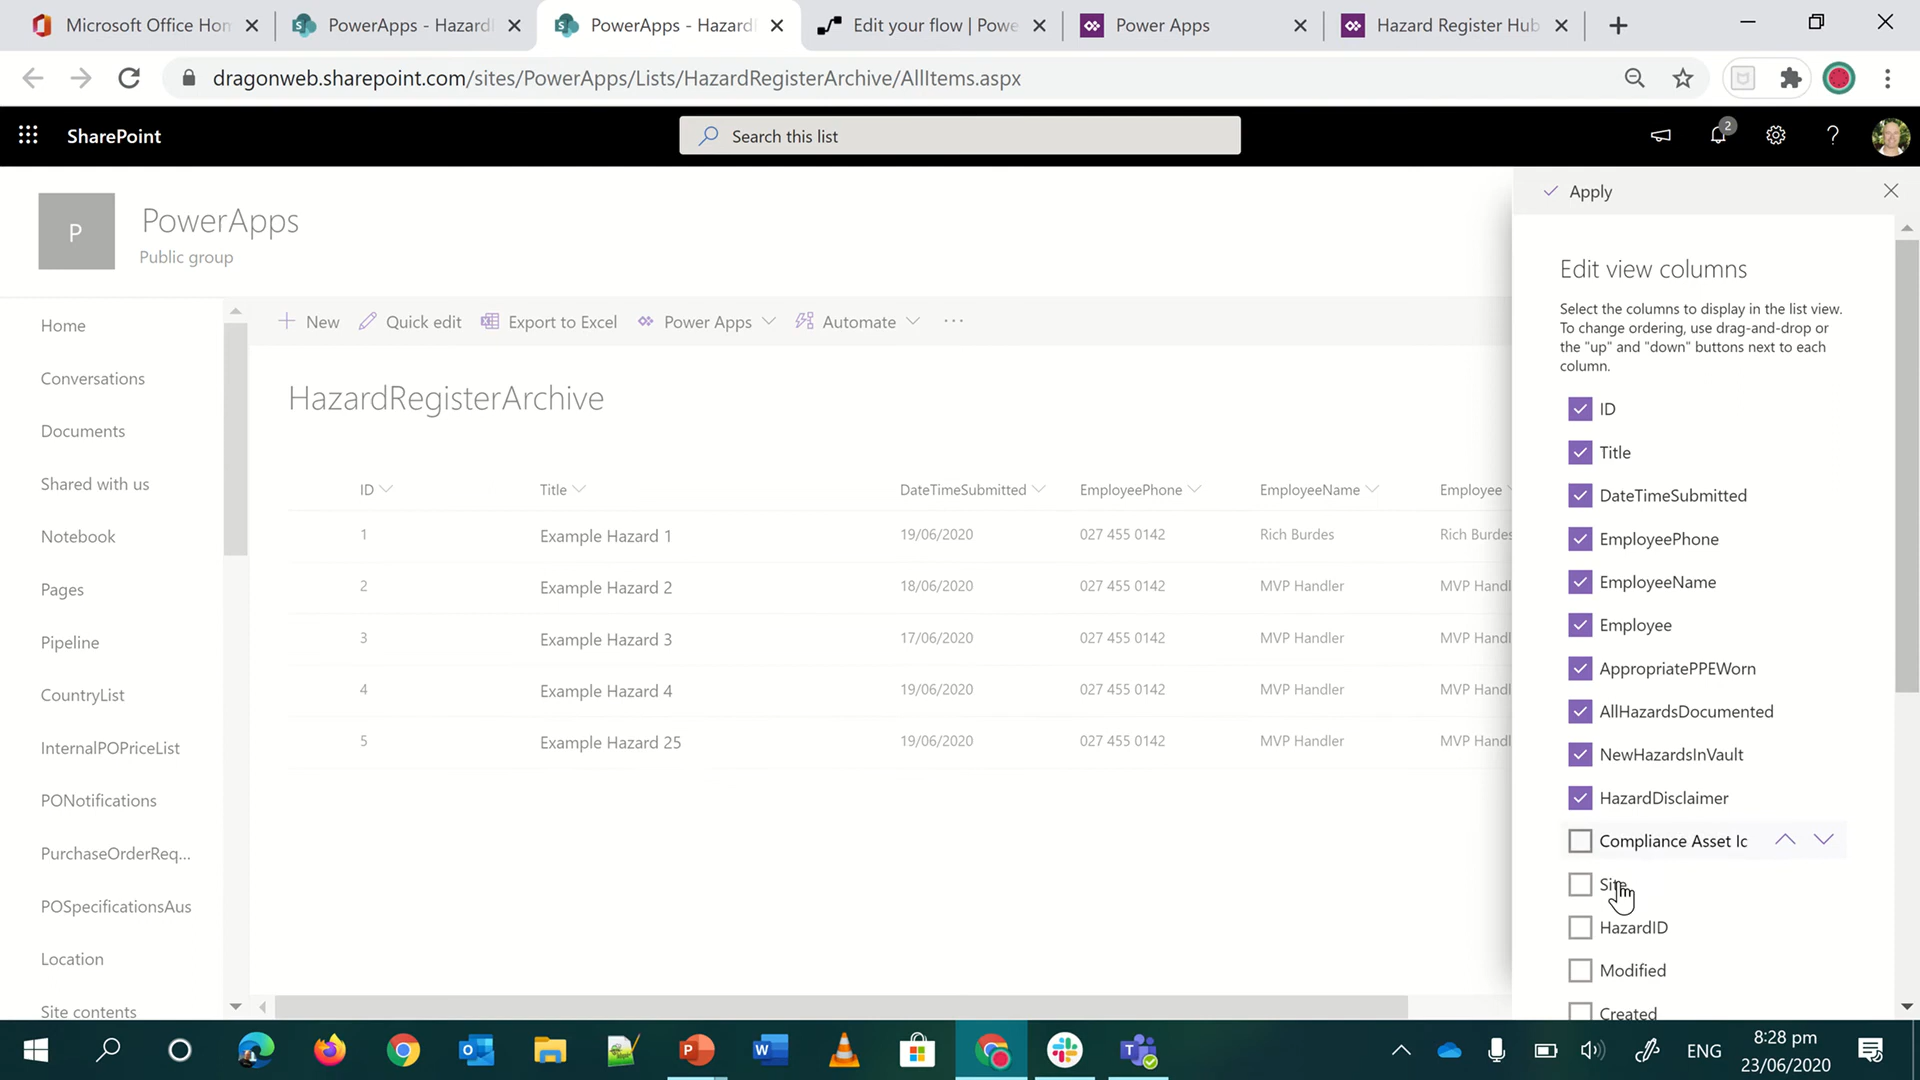 Microsoft Office Hon
PowerApps - Hazard
PowerApps - Hazard
Edit your flow | Powe
Power Apps
Hazard Register Hub
dragonweb.sharepoint.com/sites/PowerApps/Lists/HazardRegisterArchive/AllItems.aspx
SharePoint
Search this list
2
Apply
P
PowerApps
Public group
Edit view columns
Select the columns to display in the list view.
To change ordering, use drag-and-drop or
the "up" and "down" buttons next to each
column.
Home
Conversations
Documents
Shared with us
Notebook
Pages
Pipeline
CountryList
InternalPOPriceList
PONotifications
PurchaseOrderReq...
POSpecificationsAus
Location
Site contents
New Quick edit Export to Excel Power Apps Automate ...
HazardRegisterArchive
ID Title DateTimeSubmitted EmployeePhone EmployeeName Employee
1 Example Hazard 1 19/06/2020 027 455 0142 Rich Burdes Rich Burdes
2 Example Hazard 2 18/06/2020 027 455 0142 MVP Handler MVP Handl
3 Example Hazard 3 17/06/2020 027 455 0142 MVP Handler MVP Handl
4 Example Hazard 4 19/06/2020 027 455 0142 MVP Handler MVP Handl
5 Example Hazard 25 19/06/2020 027 455 0142 MVP Handler MVP Handl
ID
Title
DateTimeSubmitted
EmployeePhone
EmployeeName
Employee
AppropriatePPEWorn
AllHazardsDocumented
NewHazardsInVault
HazardDisclaimer
Compliance Asset Ic
Site
HazardID
Modified
Created
ENG
8:28 pm
23/06/2020